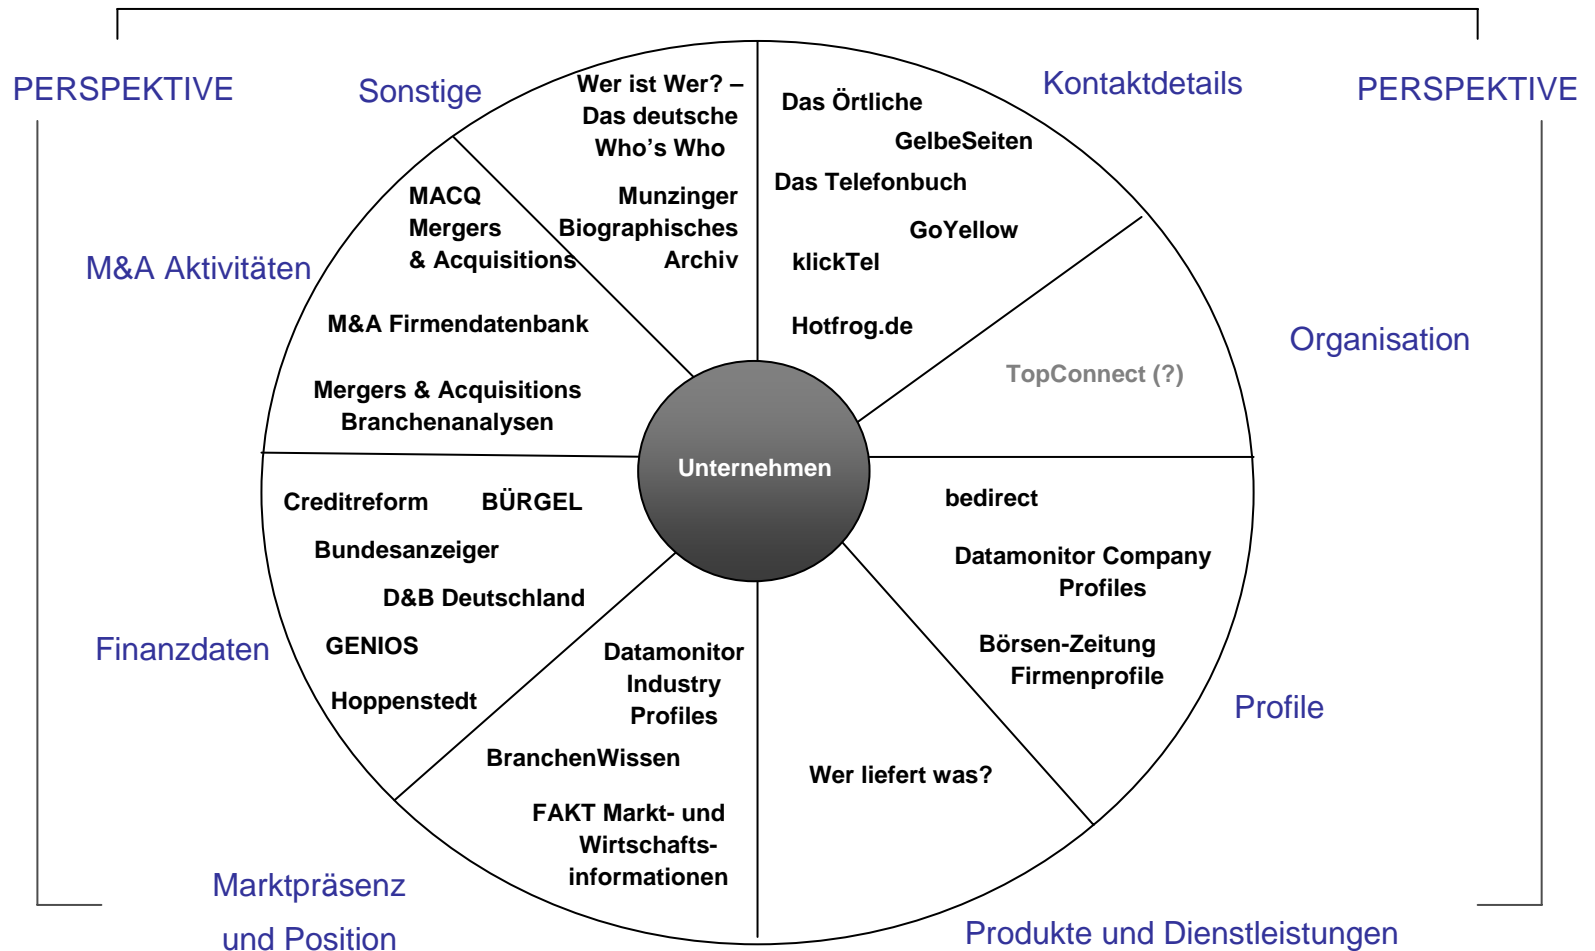 PERSPEKTIVE
PERSPEKTIVE
Sonstige
Wer ist Wer? –
Das deutsche
Who's Who
Munzinger
Biographisches
Archiv
Kontaktdetails
Das Örtliche
GelbeSeiten
Das Telefonbuch
GoYellow
klickTel
Hotfrog.de
Organisation
TopConnect (?)
Profile
bedirect
Datamonitor Company
Profiles
Börsen-Zeitung
Firmenprofile
Produkte und Dienstleistungen
Wer liefert was?
Marktpräsenz
und Position
Datamonitor
Industry
Profiles
BranchenWissen
FAKT Markt- und
Wirtschafts-
informationen
Finanzdaten
Creditreform BÜRGEL
Bundesanzeiger
D&B Deutschland
GENIOS
Hoppenstedt
M&A Aktivitäten
MACQ
Mergers
& Acquisitions
M&A Firmendatenbank
Mergers & Acquisitions
Branchenanalysen
Unternehmen